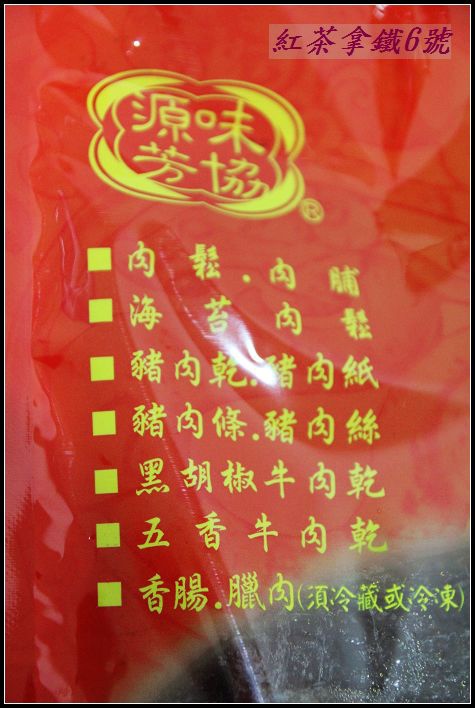 紅茶拿鐵6號
源味
芳協
®
■肉鬆.肉脯
■海苔肉鬆
■豬肉乾.豬肉紙
■豬肉條.豬肉絲
■黑胡椒牛肉乾
■五香牛肉乾
■香腸.臘肉(須冷藏或冷凍)